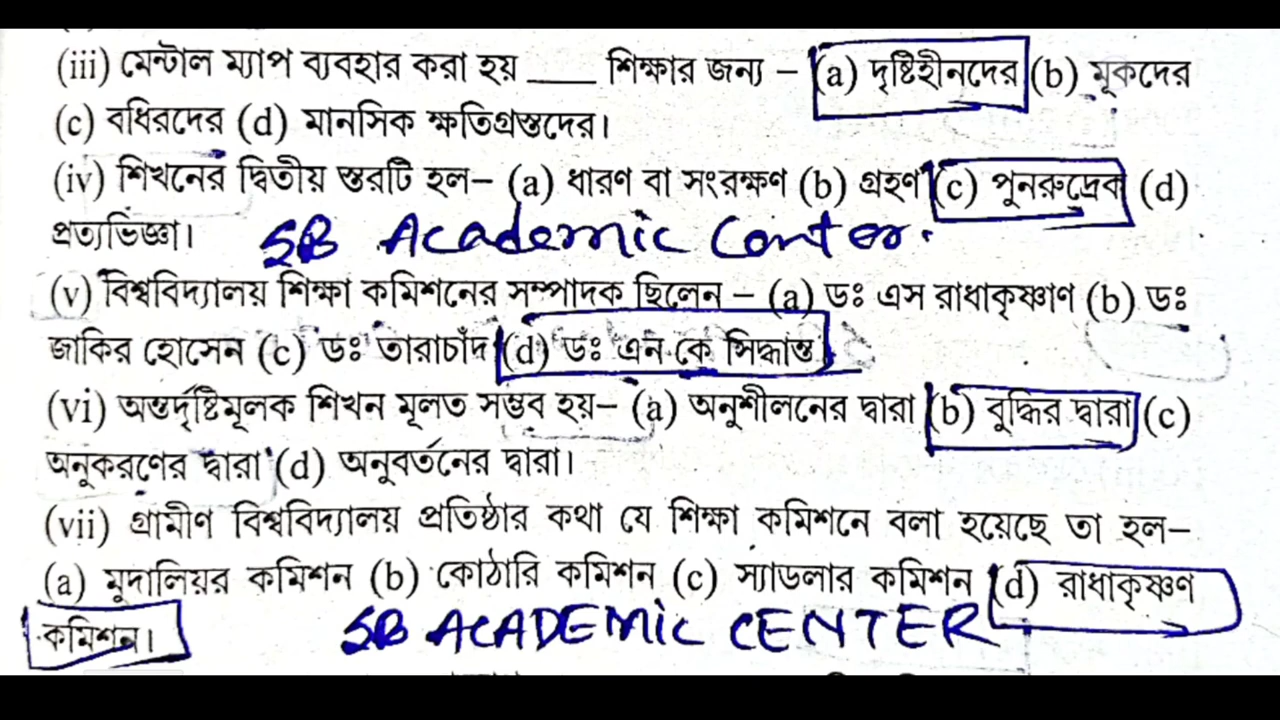 (iii) মেন্টাল ম্যাপ ব্যবহার করা হয় ____ শিক্ষার জন্য – (a) দৃষ্টিহীনদের (b) মূকদের
(c) বধিরদের (d) মানসিক ক্ষতিগ্রস্তদের।
(iv) শিখনের দ্বিতীয় স্তরটি হল– (a) ধারণ বা সংরক্ষণ (b) গ্রহণ (c) পুনরুদ্রেক (d)
প্রত্যভিজ্ঞা। SB Academic Center.
(v) বিশ্ববিদ্যালয় শিক্ষা কমিশনের সম্পাদক ছিলেন – (a) ডঃ এস রাধাকৃষ্ণাণ (b) ডঃ
জাকির হোসেন (c) ডঃ তারাচাঁদ (d) ডঃ এন কে সিদ্ধান্ত
(vi) অন্তর্দৃষ্টিমূলক শিখন মূলত সম্ভব হয়– (a) অনুশীলনের দ্বারা (b) বুদ্ধির দ্বারা (c)
অনুকরণের দ্বারা (d) অনুবর্তনের দ্বারা।
(vii) গ্রামীণ বিশ্ববিদ্যালয় প্রতিষ্ঠার কথা যে শিক্ষা কমিশনে বলা হয়েছে তা হল–
(a) মুদালিয়র কমিশন (b) কোঠারি কমিশন (c) স্যাডলার কমিশন (d) রাধাকৃষ্ণণ
কমিশন। SB ACADEMIC CENTER